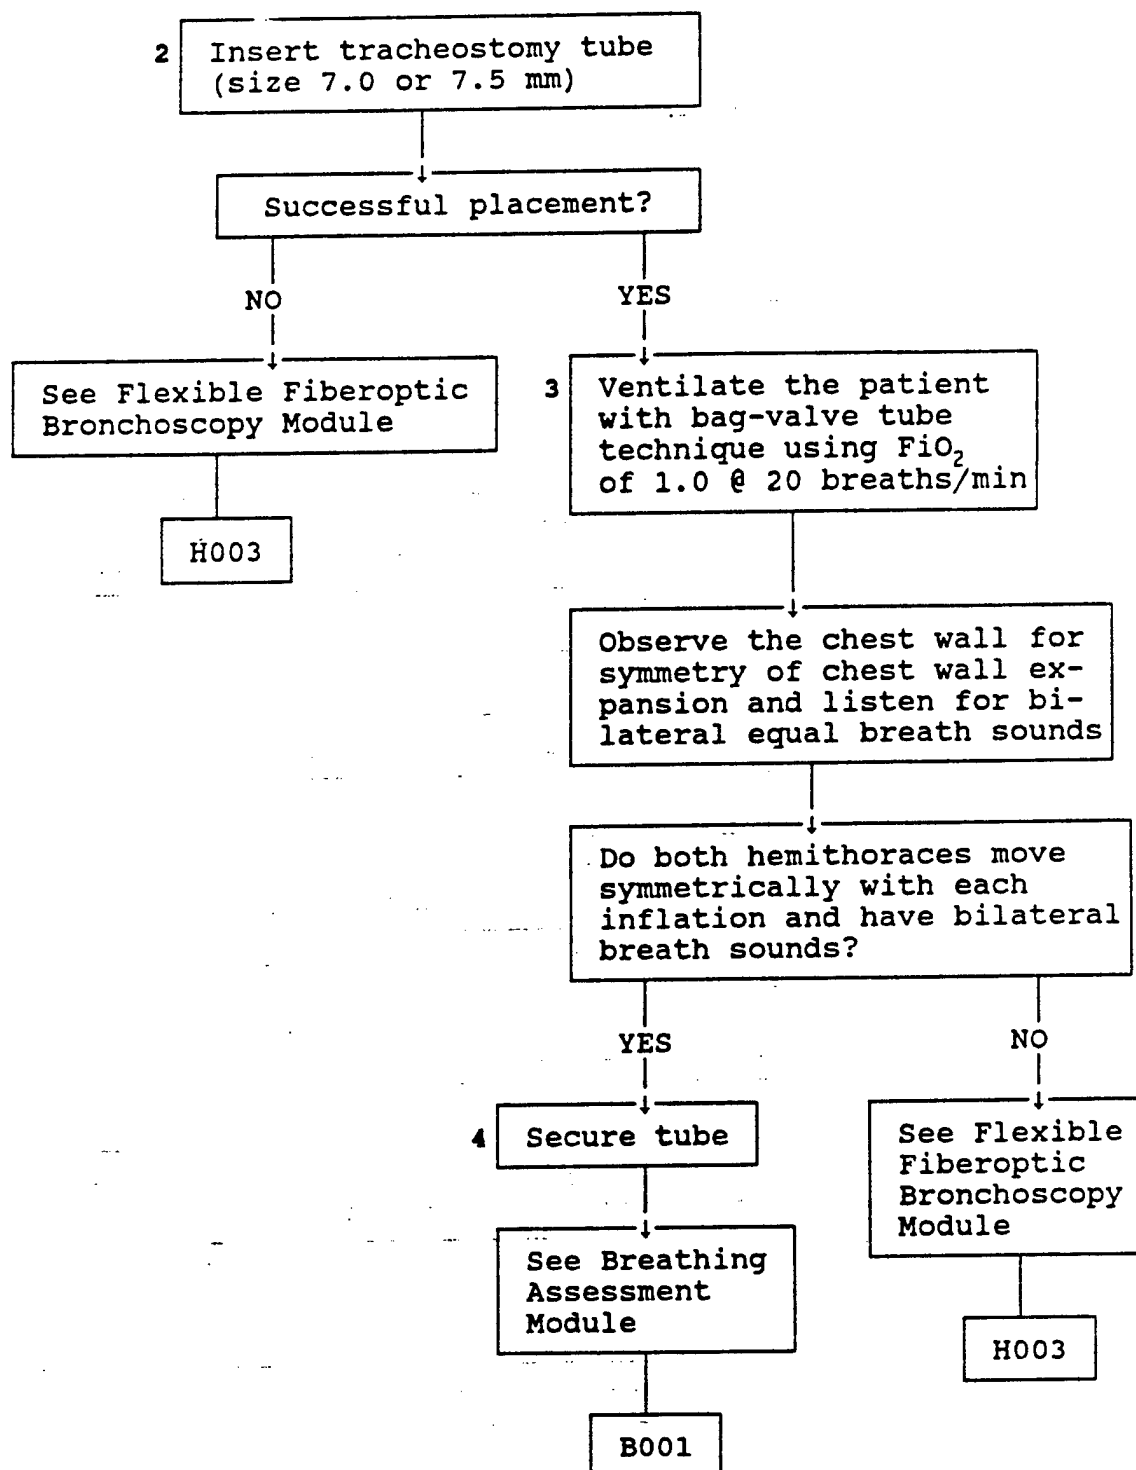 2
Insert tracheostomy tube
(size 7.0 or 7.5 mm)
Successful placement?
NO
YES
See Flexible Fiberoptic
Bronchoscopy Module
H003
3
Ventilate the patient
with bag-valve tube
technique using FiO₂
of 1.0 @ 20 breaths/min
Observe the chest wall for
symmetry of chest wall ex-
pansion and listen for bi-
lateral equal breath sounds
Do both hemithoraces move
symmetrically with each
inflation and have bilateral
breath sounds?
YES
NO
4
Secure tube
See Breathing
Assessment
Module
B001
See Flexible
Fiberoptic
Bronchoscopy
Module
H003